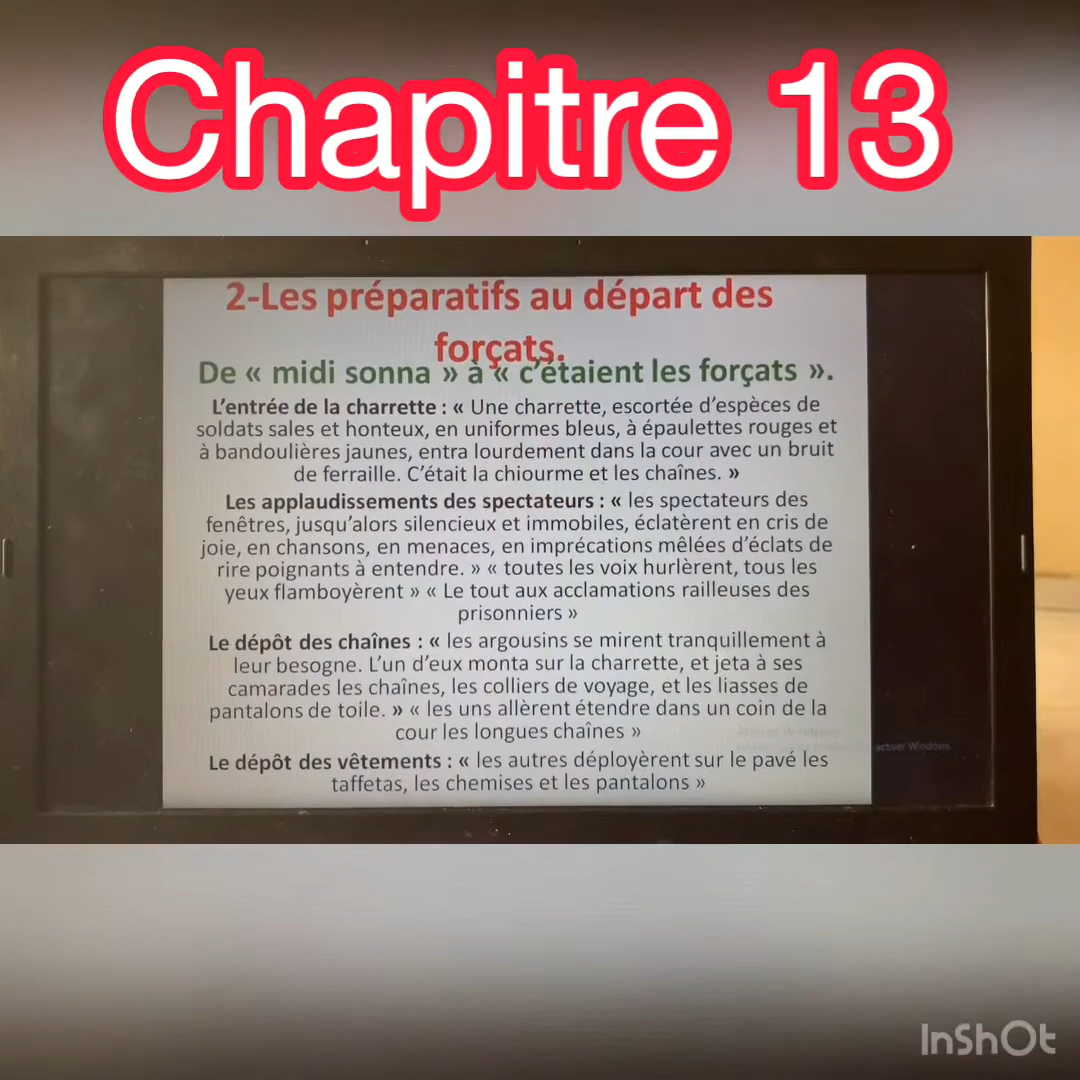 Chapitre 13
2-Les préparatifs au départ des
forçats.
De « midi sonna » à « c'étaient les forçats ».
L'entrée de la charrette : « Une charrette, escortée d'espèces de
soldats sales et honteux, en uniformes bleus, à épaulettes rouges et
à bandoulières jaunes, entra lourdement dans la cour avec un bruit
de ferraille. C'était la chiourme et les chaînes. »
Les applaudissements des spectateurs : « les spectateurs des
fenêtres, jusqu'alors silencieux et immobiles, éclatèrent en cris de
joie, en chansons, en menaces, en imprécations mêlées d'éclats de
rire poignants à entendre. » « toutes les voix hurlèrent, tous les
yeux flamboyèrent » « Le tout aux acclamations railleuses des
prisonniers »
Le dépôt des chaînes : « les argousins se mirent tranquillement à
leur besogne. L'un d'eux monta sur la charrette, et jeta à ses
camarades les chaînes, les colliers de voyage, et les liasses de
pantalons de toile. » « les uns allèrent étendre dans un coin de la
cour les longues chaînes »
activer Windows.
Le dépôt des vêtements : « les autres déployèrent sur le pavé les
taffetas, les chemises et les pantalons »
InShOt